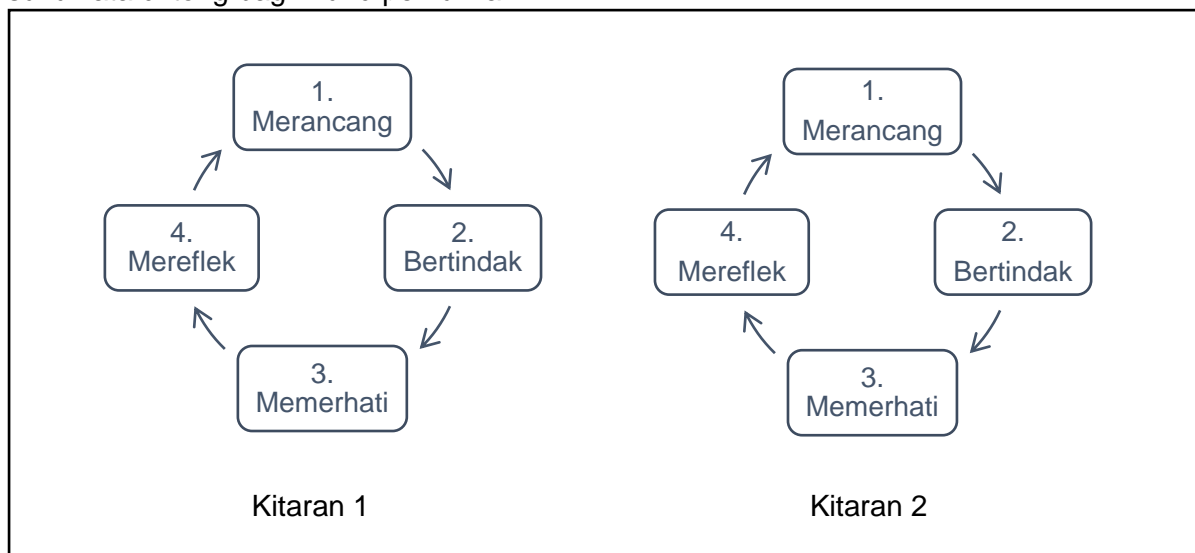 1.
Merancang
2.
Bertindak
3.
Memerhati
4.
Mereflek
Kitaran 1
1.
Merancang
2.
Bertindak
3.
Memerhati
4.
Mereflek
Kitaran 2